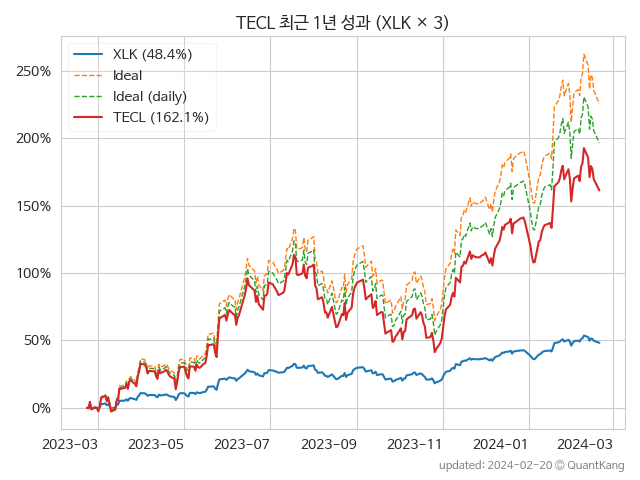 TECL 최근 1년 성과 (XLK × 3)
XLK (48.4%)
Ideal
Ideal (daily)
TECL (162.1%)
250%
200%
150%
100%
50%
0%
2023-03 2023-05 2023-07 2023-09 2023-11 2024-01 2024-03
updated: 2024-02-20 © QuantKang